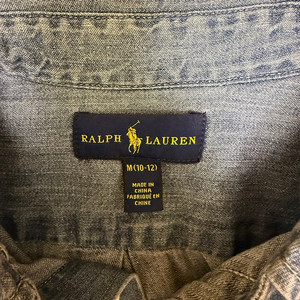 RALPH LAUREN
M(10-12)
MADE IN
CHINA
FABRIQUÉ EN
CHINE